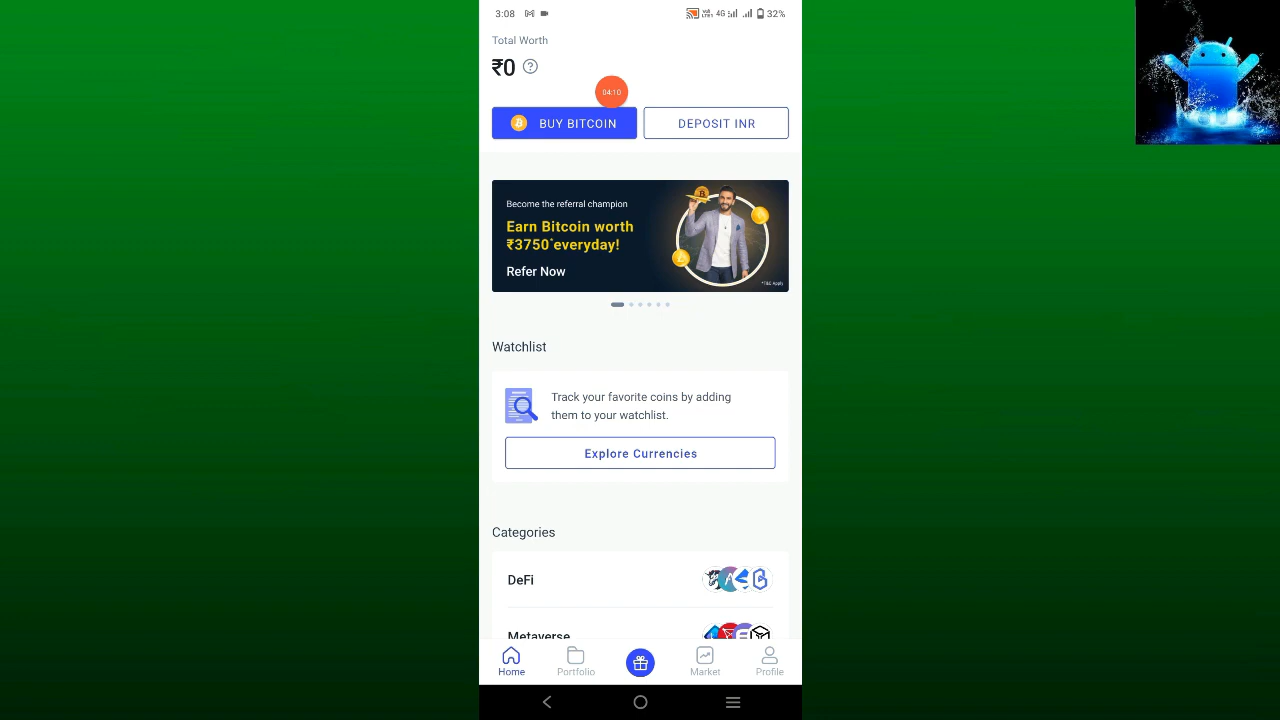 3:08
4G
32%
Total Worth
₹0
04:10
BUY BITCOIN
DEPOSIT INR
Become the referral champion
Earn Bitcoin worth
₹3750*everyday!
Refer Now
*T&C Apply
Watchlist
Track your favorite coins by adding
them to your watchlist.
Explore Currencies
Categories
DeFi
Metaverse
Home
Portfolio
Market
Profile